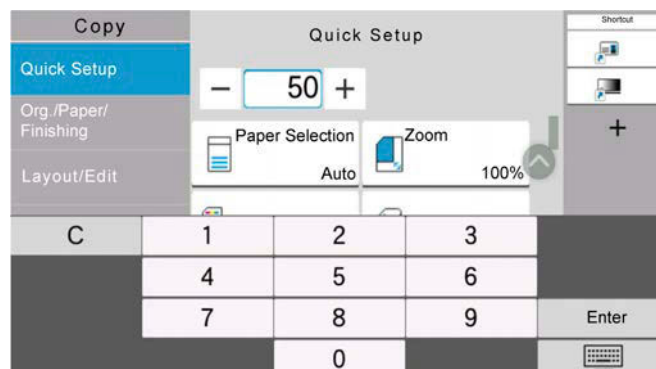 Copy
Quick Setup
Shortcut
Quick Setup
− 50 +
Org./Paper/
Finishing
Paper Selection
Auto
Zoom
100%
+
Layout/Edit
C 1 2 3
4 5 6
7 8 9 Enter
0